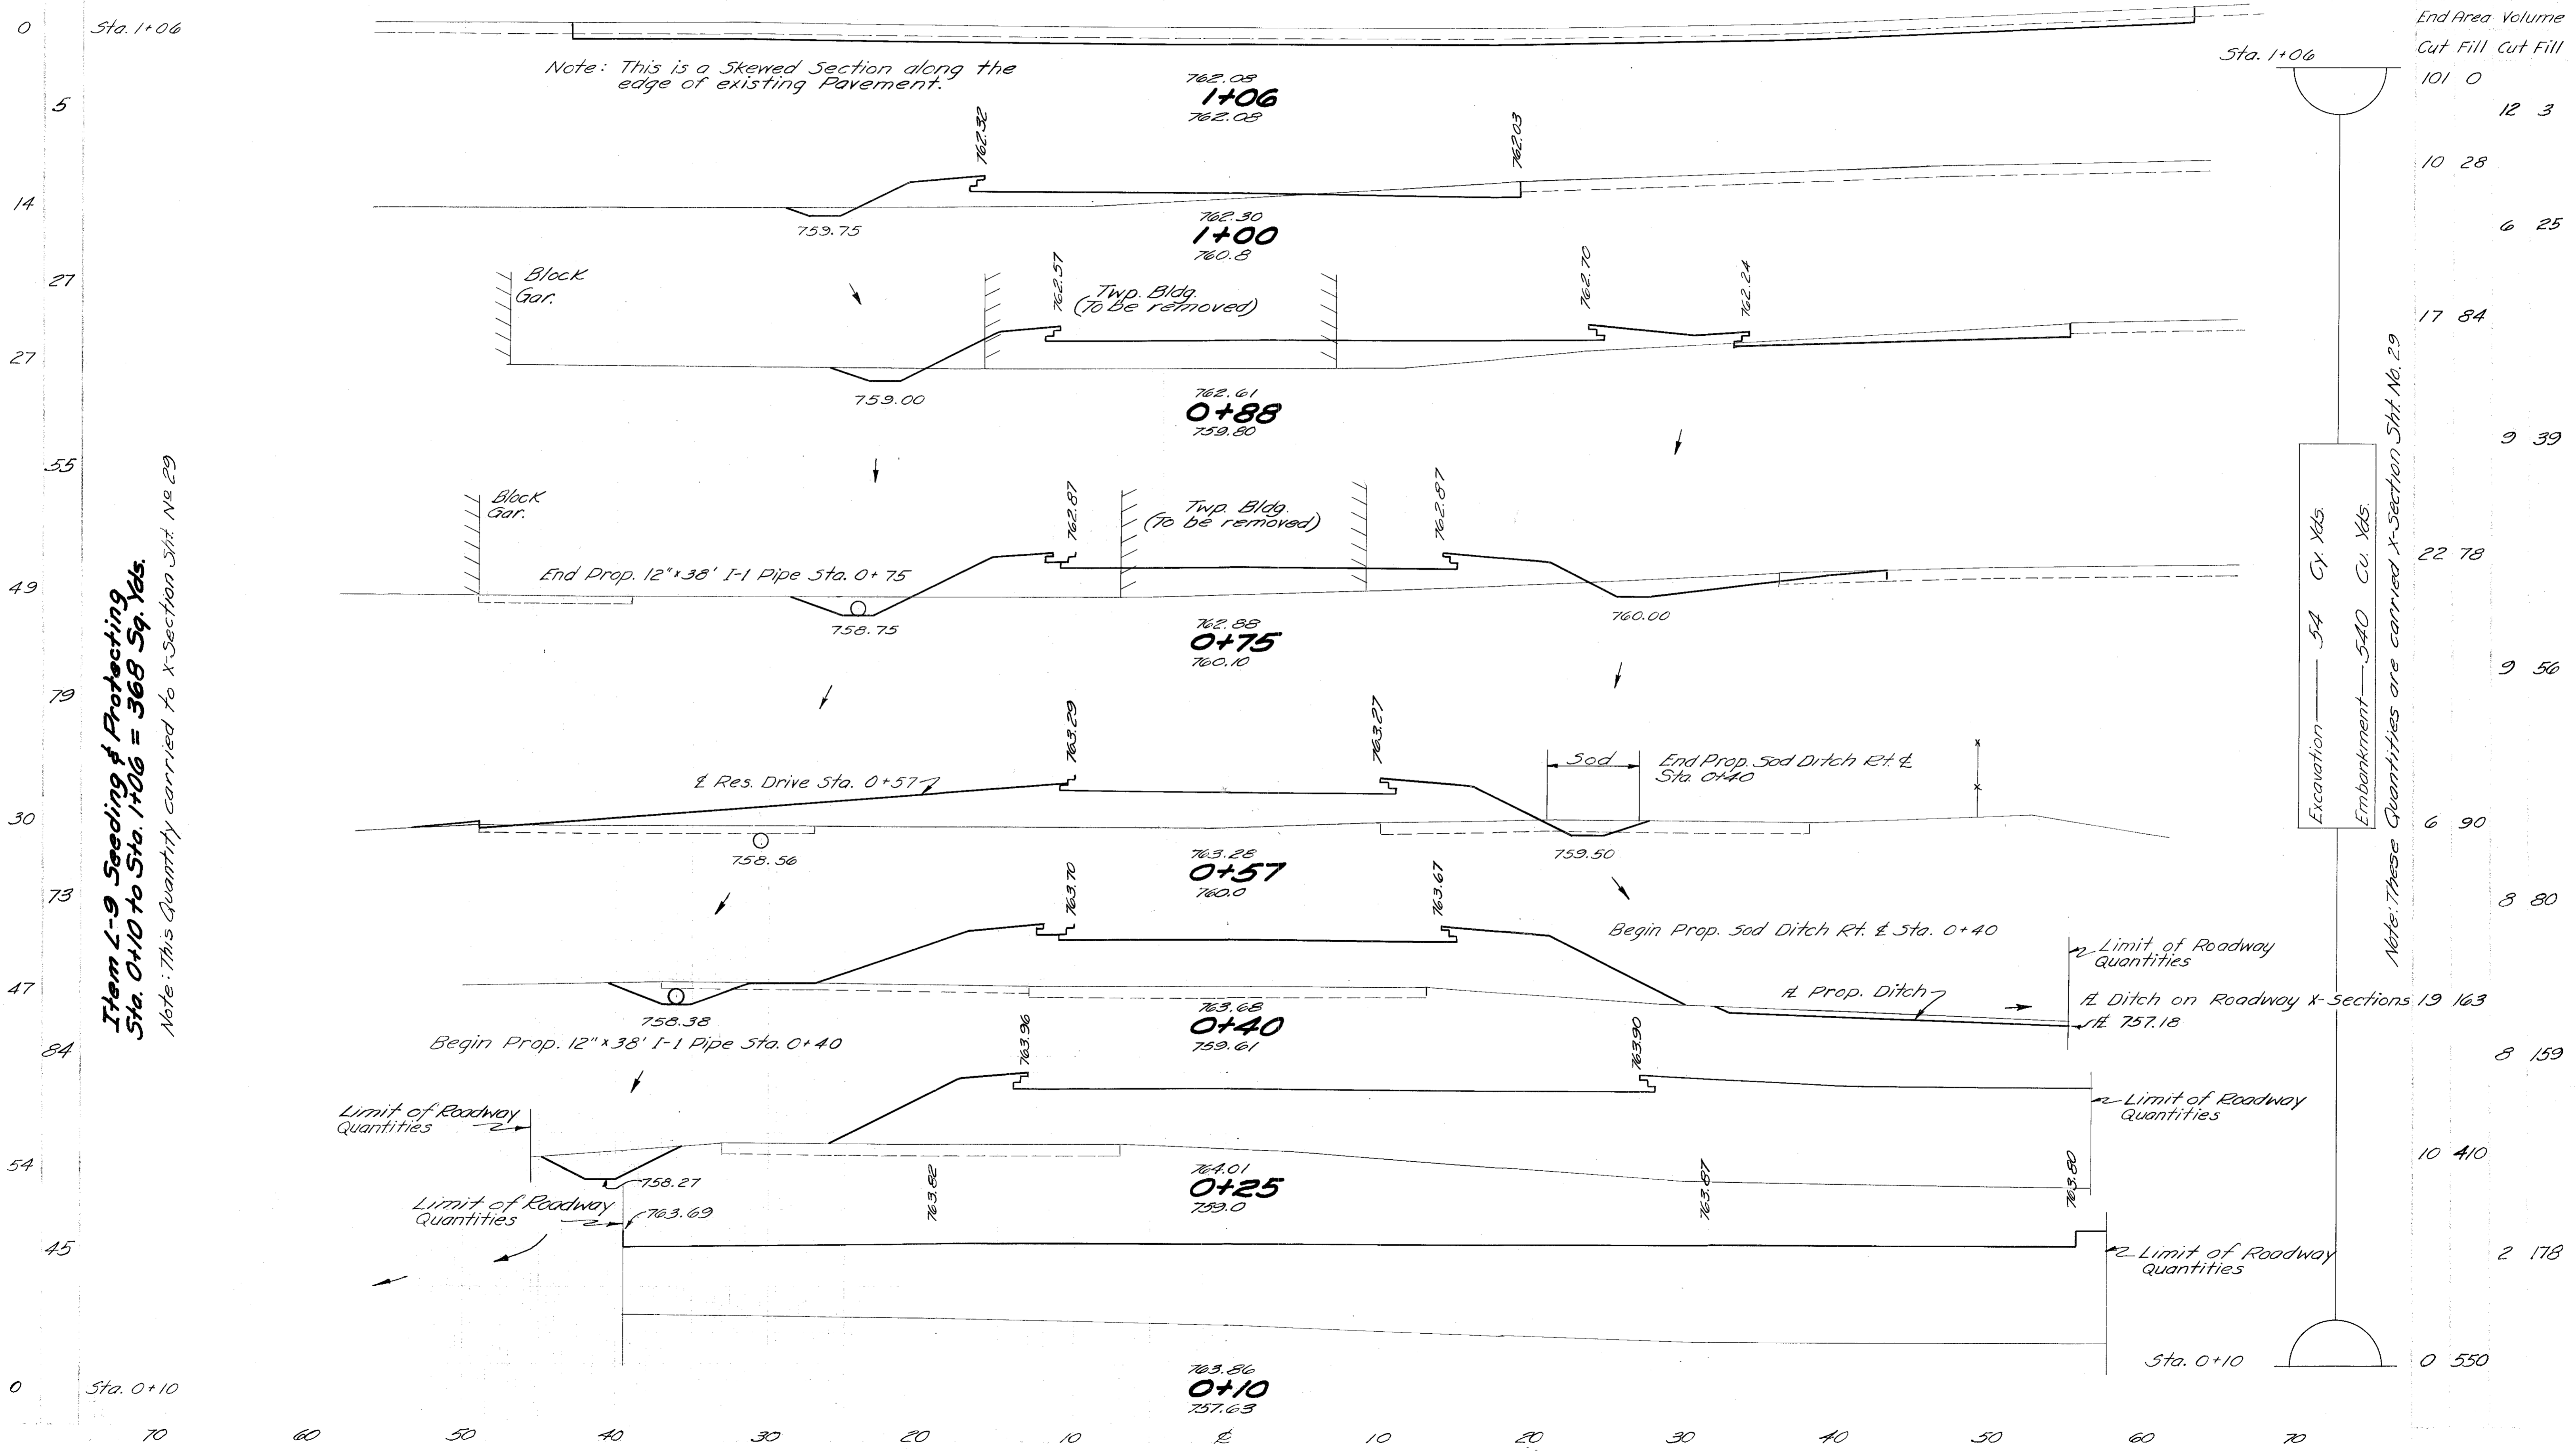 0 Sta. 1+06
End Area Volume
Cut Fill Cut Fill
Sta. 1+06
101 0
Note: This is a Skewed Section along the
edge of existing Pavement.
762.08
1+06
762.08
5
12 3
762.32
762.03
10 28
14
759.75
762.30
1+00
760.8
6 25
27
Block
Gar.
762.57
Twp. Bldg.
(To be removed)
762.70
762.24
17 84
27
759.00
762.61
0+88
759.80
9 39
55
Block
Gar.
762.87
Twp. Bldg.
(To be removed)
762.87
22 78
End Prop. 12"x38' I-1 Pipe Sta. 0+75
49
758.75
760.00
762.88
0+75
760.10
9 56
79
763.29
763.27
℄ Res. Drive Sta. 0+57
Sod
End Prop. Sod Ditch Rt. ℄
Sta. 0+40
30
6 90
758.56
759.50
763.28
0+57
760.0
73
763.70
763.67
8 80
Begin Prop. Sod Ditch Rt. ℄ Sta. 0+40
Limit of Roadway
Quantities
47
℄ Prop. Ditch
℄ Ditch on Roadway X-Sections
19 163
℄ 757.18
758.38
763.68
0+40
759.61
Begin Prop. 12"x38' I-1 Pipe Sta. 0+40
763.96
763.90
84
8 159
Limit of Roadway
Quantities
Limit of Roadway
Quantities
54
10 410
758.27
763.82
764.01
0+25
759.0
763.87
763.80
Limit of Roadway
Quantities
763.69
45
Limit of Roadway
Quantities
2 178
763.86
0+10
757.63
Sta. 0+10
0 550
0 Sta. 0+10
70 60 50 40 30 20 10 ℄ 10 20 30 40 50 60 70
Item L-9 Seeding & Protecting
Sta. 0+10 to Sta. 1+06 = 368 Sq. Yds.
Note: This Quantity carried to X-Section Sht. No 29
Excavation — 54 Cy. Yds.
Embankment — 540 Cu. Yds.
Note: These Quantities are carried X-Section Sht. No. 29